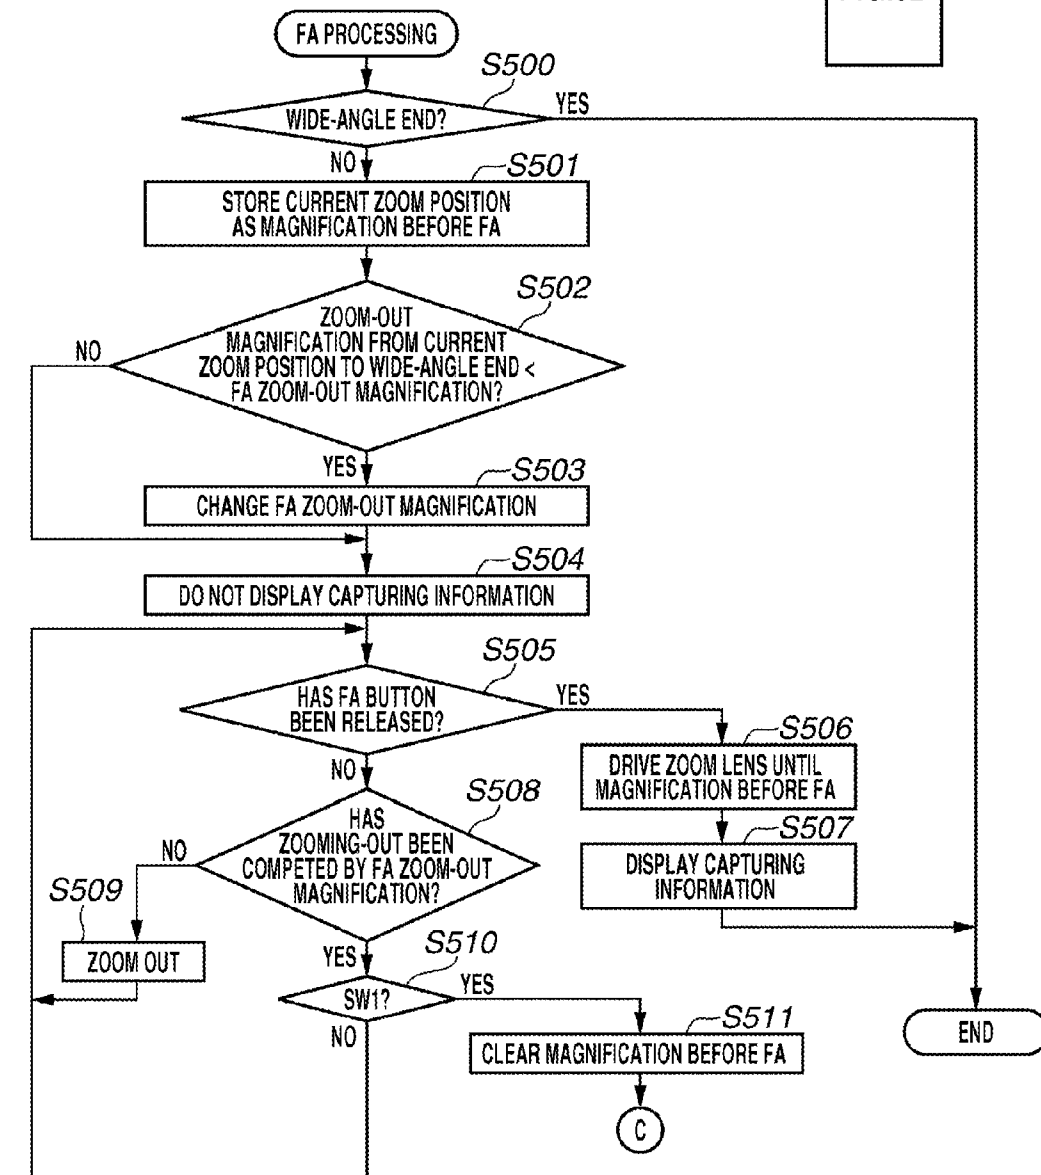 FA PROCESSING
S500
WIDE-ANGLE END?
YES
NO
S501
STORE CURRENT ZOOM POSITION
AS MAGNIFICATION BEFORE FA
S502
ZOOM-OUT
MAGNIFICATION FROM CURRENT
ZOOM POSITION TO WIDE-ANGLE END <
FA ZOOM-OUT MAGNIFICATION?
NO
YES
S503
CHANGE FA ZOOM-OUT MAGNIFICATION
S504
DO NOT DISPLAY CAPTURING INFORMATION
S505
HAS FA BUTTON
BEEN RELEASED?
YES
NO
S506
DRIVE ZOOM LENS UNTIL
MAGNIFICATION BEFORE FA
S507
DISPLAY CAPTURING
INFORMATION
S508
HAS
ZOOMING-OUT BEEN
COMPETED BY FA ZOOM-OUT
MAGNIFICATION?
NO
YES
S509
ZOOM OUT
S510
SW1?
YES
NO
S511
CLEAR MAGNIFICATION BEFORE FA
C
END